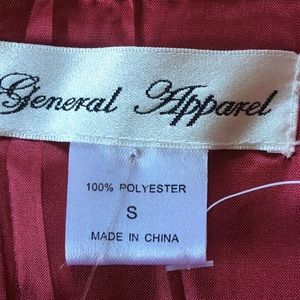 General Apparel
100% POLYESTER
S
MADE IN CHINA